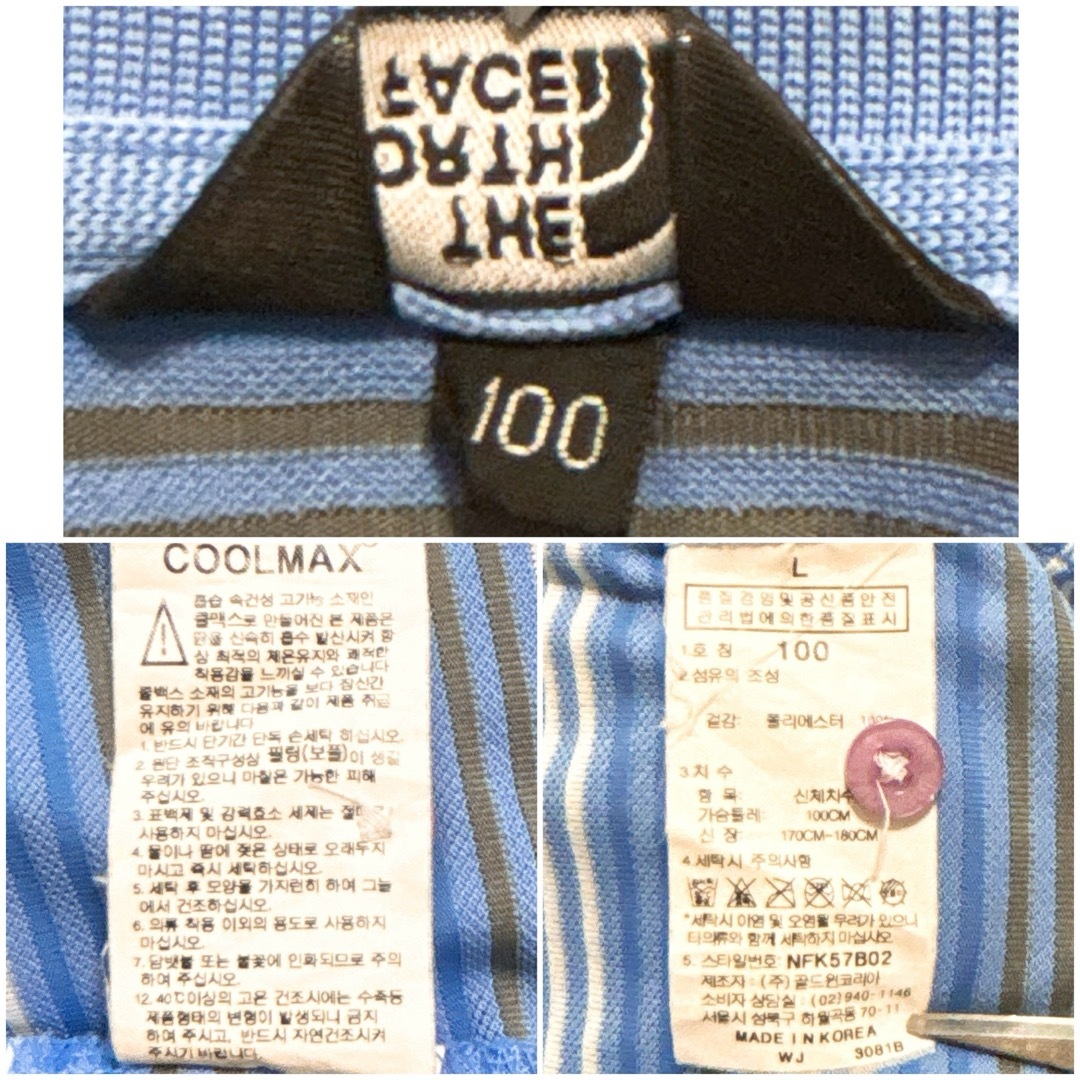 THE
NORTH
FACE
100
COOLMAX
흡습 속건성 고기능 소재인
쿨맥스로 만들어진 본 제품은
땀을 신속히 흡수 발산시켜 항
상 최적의 체온유지와 쾌적한
착용감을 느끼실 수 있습니다
쿨맥스 소재의 고기능을 보다 장시간
유지하기 위해 다음과 같이 제품 취급
에 유의 바랍니다
1. 반드시 단기간 단독 손세탁 하십시오.
2. 원단 조직구성상 필링(보풀)이 생길
우려가 있으니 마찰은 가능한 피해
주십시오.
3. 표백제 및 강력효소 세제는 절대
사용하지 마십시오.
4. 물이나 땀에 젖은 상태로 오래두지
마시고 즉시 세탁하십시오.
5. 세탁 후 모양을 가지런히 하여 그늘
에서 건조하십시오.
6. 의류 착용 이외의 용도로 사용하지
마십시오.
7. 담뱃불 또는 불꽃에 인화되므로 주의
하여 주십시오.
12. 40℃이상의 고온 건조시에는 수축등
제품형태의 변형이 발생되니 금지
하여 주시고, 반드시 자연건조시켜
주시기 바랍니다.
L
품질경영및공산품안전
관리법에의한품질표시
1.호칭 100
2.섬유의 조성
겉감: 폴리에스터
3.치수
항 목: 신체치수
가슴둘레: 100CM
신 장: 170CM-180CM
4.세탁시 주의사항
*세탁시 이염 및 오염될 우려가 있으니
타의류와 함께 세탁하지 마십시오
5. 스타일번호: NFK57B02
제조자 : (주) 골드윈코리아
소비자 상담실 : (02)940-1146
서울시 성북구 하월곡동 70-11
MADE IN KOREA
WJ 3081B